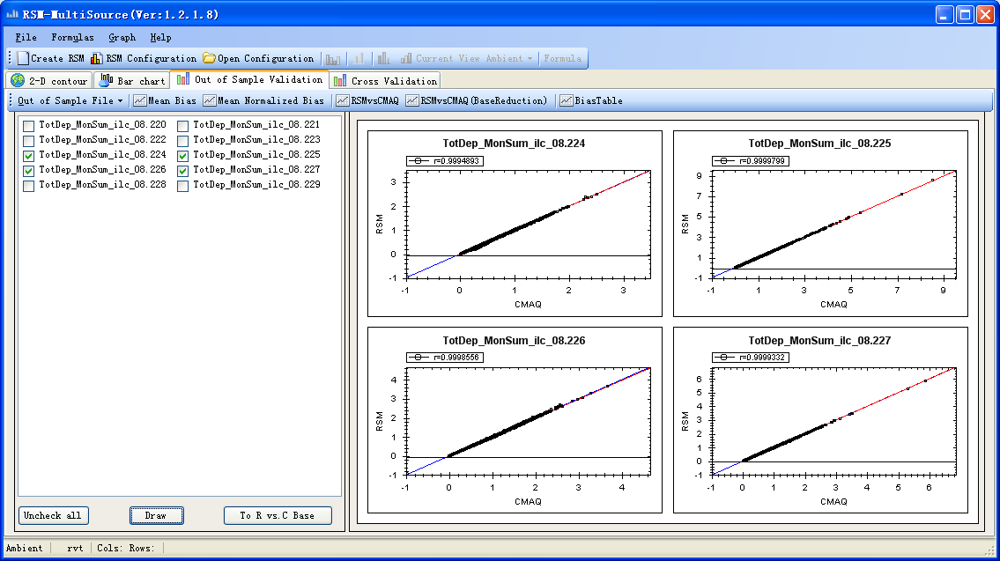 RSM-MultiSource(Ver:1.2.1.8)
File Formulas Graph Help
Create RSM RSM Configuration Open Configuration Current View Ambient Formula
2-D contour Bar chart Out of Sample Validation Cross Validation
Out of Sample File Mean Bias Mean Normalized Bias RSMvsCMAQ RSMvsCMAQ(BaseReduction) BiasTable
TotDep_MonSum_ilc_08.220 TotDep_MonSum_ilc_08.221
TotDep_MonSum_ilc_08.222 TotDep_MonSum_ilc_08.223
TotDep_MonSum_ilc_08.224 TotDep_MonSum_ilc_08.225
TotDep_MonSum_ilc_08.226 TotDep_MonSum_ilc_08.227
TotDep_MonSum_ilc_08.228 TotDep_MonSum_ilc_08.229
Uncheck all Draw To R vs.C Base
TotDep_MonSum_ilc_08.224
r=0.9994893
3
2
1
0
-1
RSM
-1 0 1 2 3
CMAQ
TotDep_MonSum_ilc_08.225
r=0.9999799
9
7
5
3
1
-1
RSM
-1 1 3 5 7 9
CMAQ
TotDep_MonSum_ilc_08.226
r=0.9998556
4
3
2
1
0
-1
RSM
-1 0 1 2 3 4
CMAQ
TotDep_MonSum_ilc_08.227
r=0.9999332
6
5
4
3
2
1
0
-1
RSM
-1 0 1 2 3 4 5 6
CMAQ
Ambient rvt Cols: Rows: